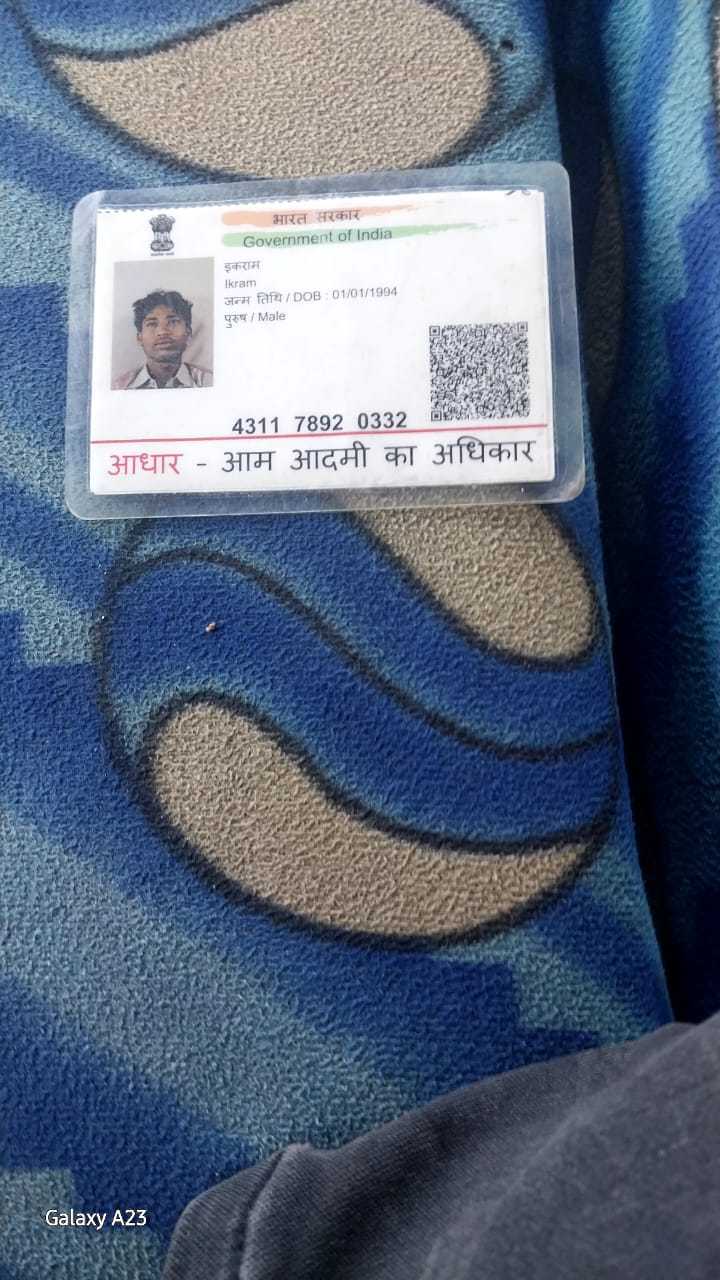 भारत सरकार
Government of India
इकराम
Ikram
जन्म तिथि / DOB : 01/01/1994
पुरुष / Male
4311 7892 0332
आधार - आम आदमी का अधिकार
Galaxy A23